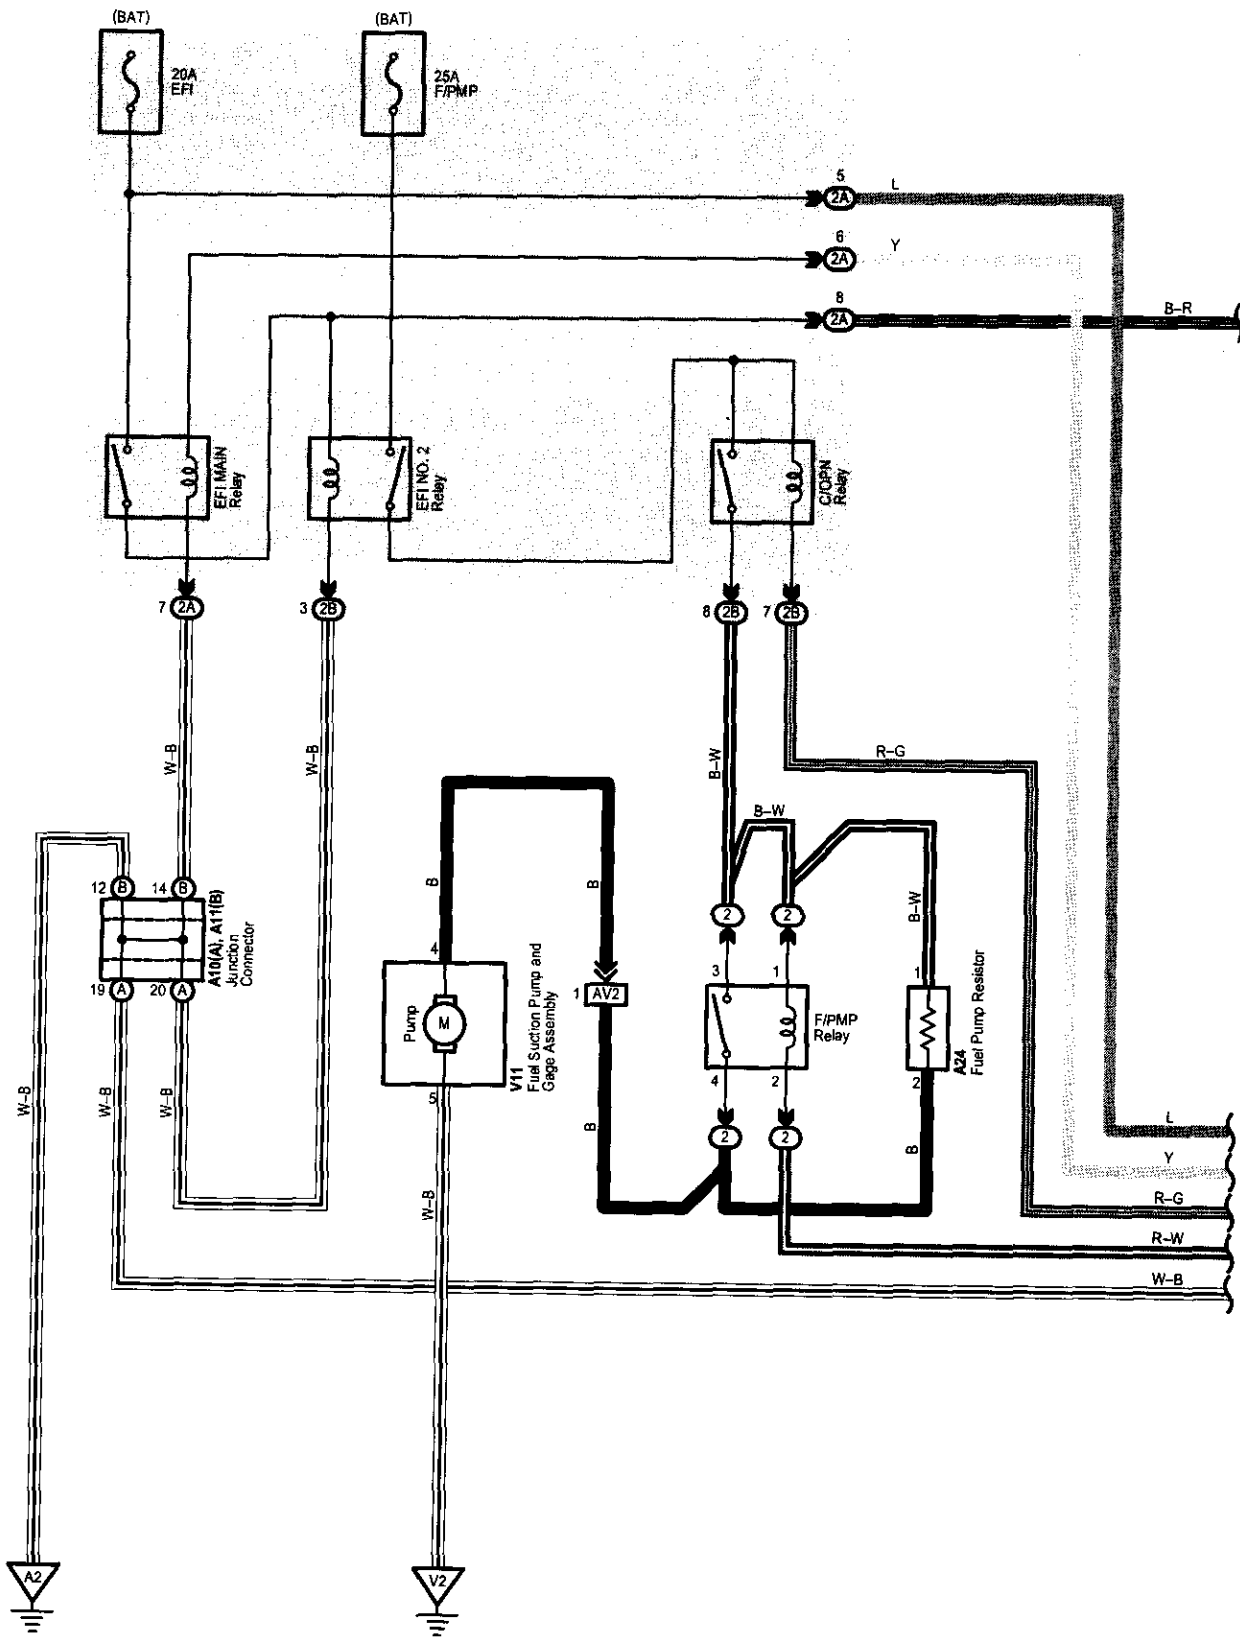 (BAT)
(BAT)
20A
EFI
25A
F/PMP
5
L
2A
6
Y
2A
8
B-R
2A
EFI MAIN
Relay
EFI NO. 2
Relay
C/OPN
Relay
7
2A
3
2B
8
2B
7
2B
W-B
W-B
B-W
R-G
B-W
B
B
B-W
12
B
14
B
A10(A), A11(B)
Junction
Connector
19
A
20
A
2
2
4
3
1
1
Pump
M
V11
Fuel Suction Pump and
Gage Assembly
1
AV2
F/PMP
Relay
A24
Fuel Pump Resistor
5
4
2
2
W-B
W-B
W-B
B
2
2
B
L
Y
W-B
R-G
R-W
W-B
A2
V2